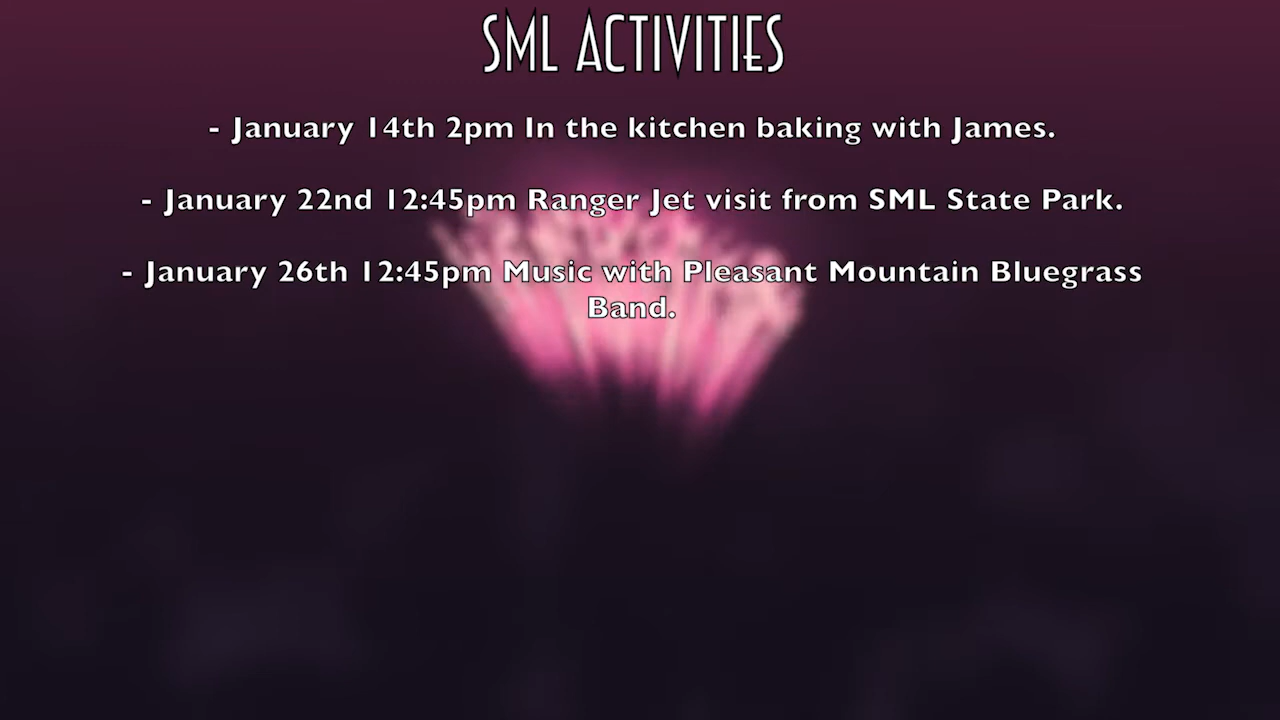 SML ACTIVITIES
- January 14th 2pm In the kitchen baking with James.
- January 22nd 12:45pm Ranger Jet visit from SML State Park.
- January 26th 12:45pm Music with Pleasant Mountain Bluegrass
Band.